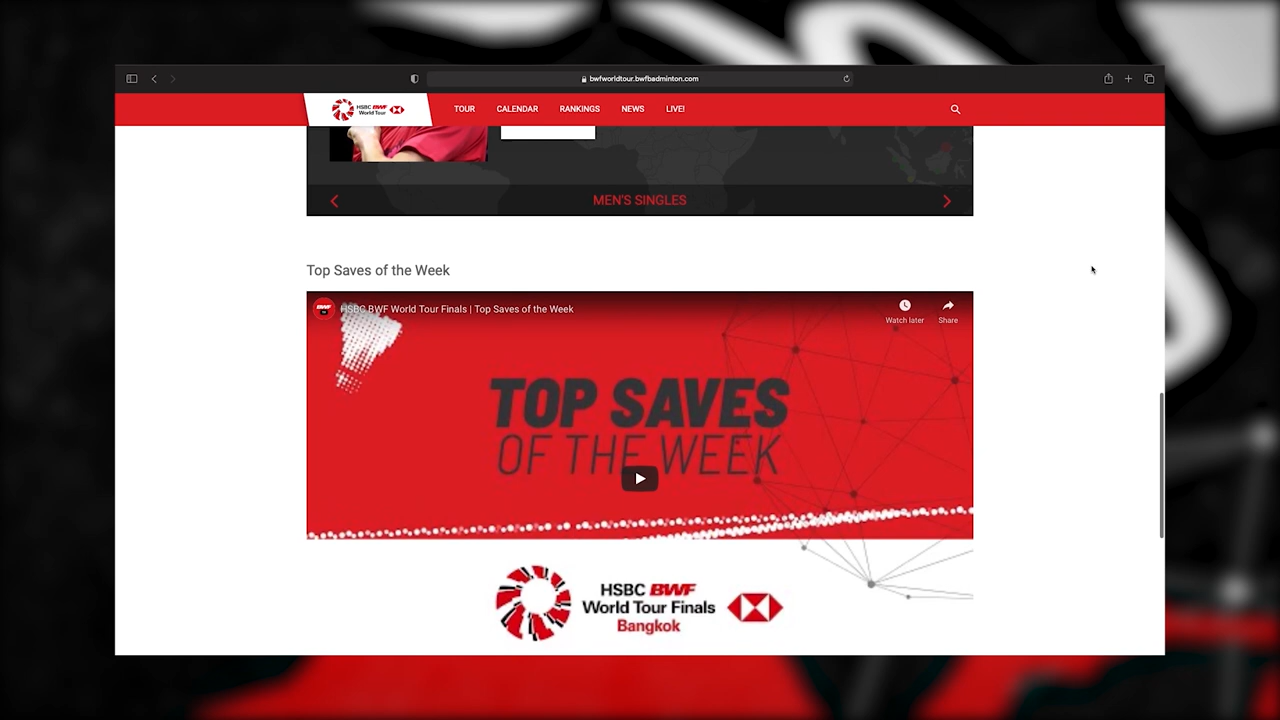 bwfworldtour.bwfbadminton.com
HSBC BWF
World Tour
TOUR
CALENDAR
RANKINGS
NEWS
LIVE!
MEN'S SINGLES
Top Saves of the Week
HSBC BWF World Tour Finals | Top Saves of the Week
Watch later
Share
TOP SAVES
OF THE WEEK
HSBC BWF
World Tour Finals
Bangkok